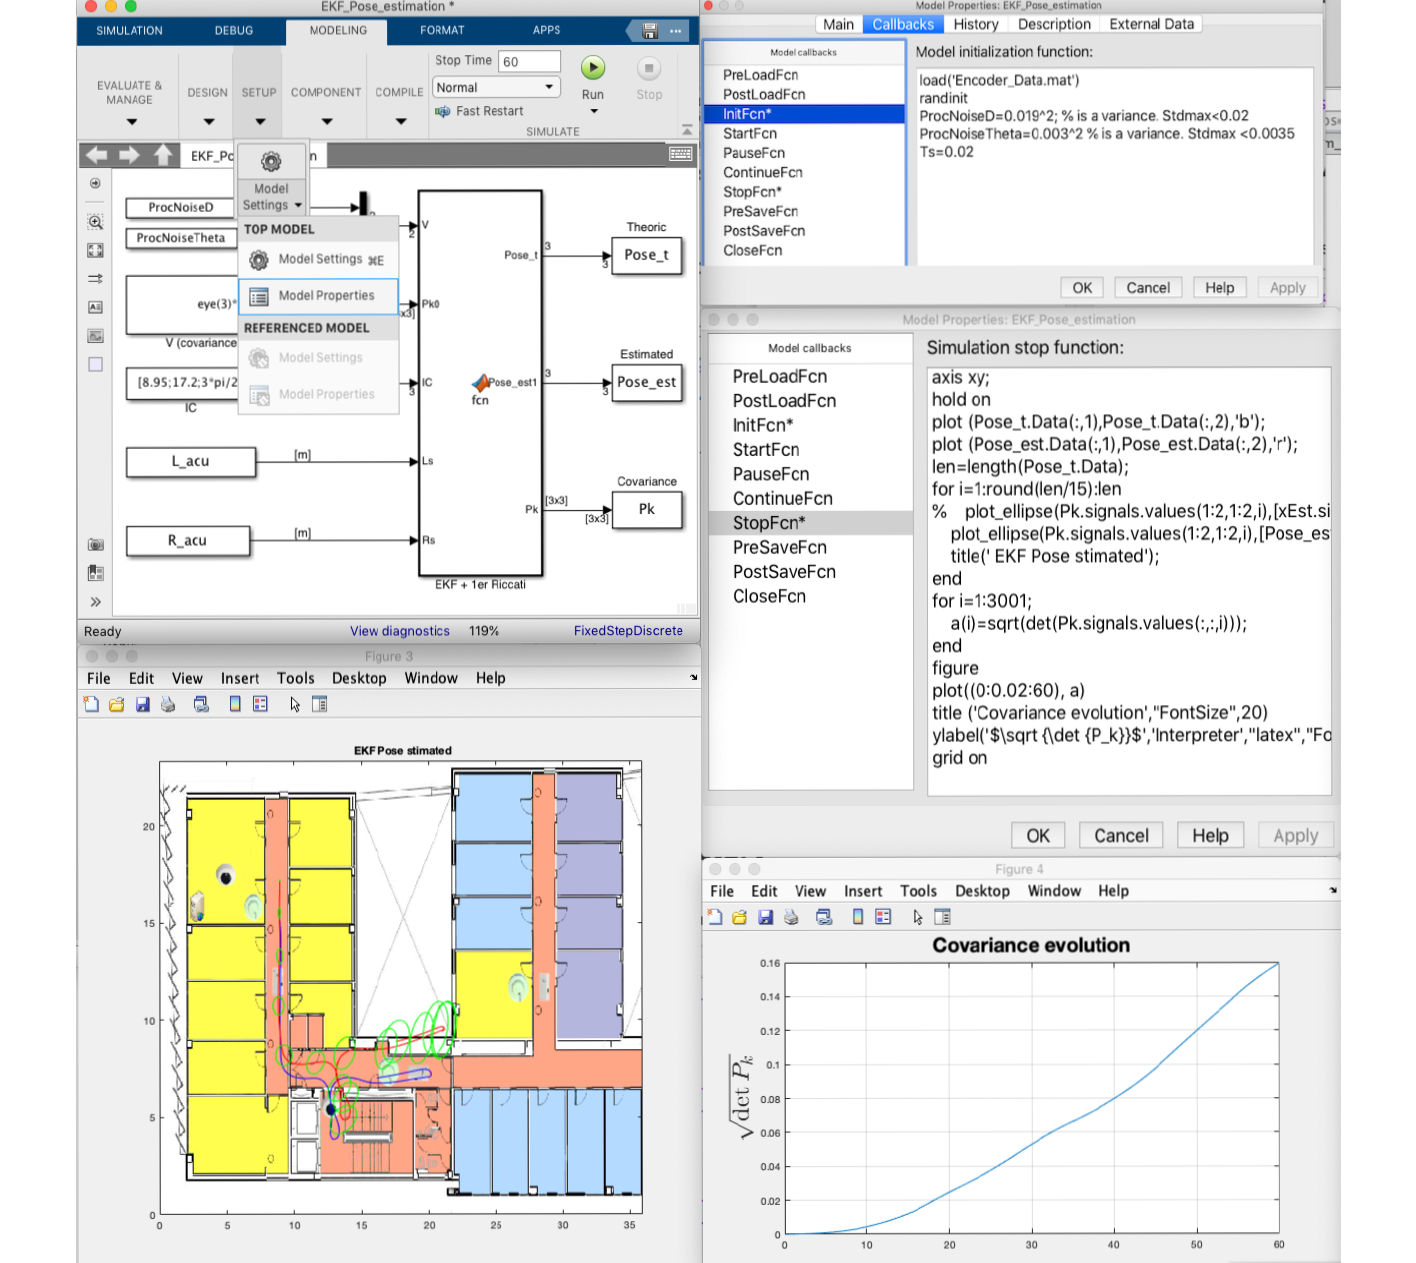 EKF_Pose_estimation *
SIMULATION DEBUG MODELING FORMAT APPS
EVALUATE & MANAGE
DESIGN
SETUP
COMPONENT
COMPILE
Stop Time 60
Normal
Fast Restart
Run
Stop
SIMULATE
EKF_Po n
Model
Settings
TOP MODEL
Model Settings ⌘E
Model Properties
REFERENCED MODEL
Model Settings
Model Properties
ProcNoiseD
ProcNoiseTheta
eye(3)*
V (covariance
[8.95;17.2;3*pi/2
IC
L_acu
[m]
R_acu
[m]
2
V
2
Pk0
x3]
IC
3
Ls
Rs
fcn
Pose_t
Pose_est1
Pk
EKF + 1er Riccati
3
3
Theoric
Pose_t
3
3
Estimated
Pose_est
[3x3]
[3x3]
Covariance
Pk
Ready
View diagnostics
119%
FixedStepDiscrete
Model Properties: EKF_Pose_estimation
Main Callbacks History Description External Data
Model callbacks
PreLoadFcn
PostLoadFcn
InitFcn*
StartFcn
PauseFcn
ContinueFcn
StopFcn*
PreSaveFcn
PostSaveFcn
CloseFcn
Model initialization function:
load('Encoder_Data.mat')
randinit
ProcNoiseD=0.019^2; % is a variance. Stdmax<0.02
ProcNoiseTheta=0.003^2 % is a variance. Stdmax <0.0035
Ts=0.02
OK Cancel Help Apply
Model Properties: EKF_Pose_estimation
Model callbacks
PreLoadFcn
PostLoadFcn
InitFcn*
StartFcn
PauseFcn
ContinueFcn
StopFcn*
PreSaveFcn
PostSaveFcn
CloseFcn
Simulation stop function:
axis xy;
hold on
plot (Pose_t.Data(:,1),Pose_t.Data(:,2),'b');
plot (Pose_est.Data(:,1),Pose_est.Data(:,2),'r');
len=length(Pose_t.Data);
for i=1:round(len/15):len
% plot_ellipse(Pk.signals.values(1:2,1:2,i),[xEst.si
plot_ellipse(Pk.signals.values(1:2,1:2,i),[Pose_es
title(' EKF Pose stimated');
end
for i=1:3001;
a(i)=sqrt(det(Pk.signals.values(:,:,i)));
end
figure
plot((0:0.02:60), a)
title ('Covariance evolution',"FontSize",20)
ylabel('$\sqrt {\det {P_k}}$','Interpreter',"latex","Fo
grid on
OK Cancel Help Apply
Figure 3
File Edit View Insert Tools Desktop Window Help
EKF Pose stimated
20
15
10
5
0
0 5 10 15 20 25 30 35
Figure 4
File Edit View Insert Tools Desktop Window Help
Covariance evolution
√det P_k
0.16
0.14
0.12
0.1
0.08
0.06
0.04
0.02
0
0 10 20 30 40 50 60